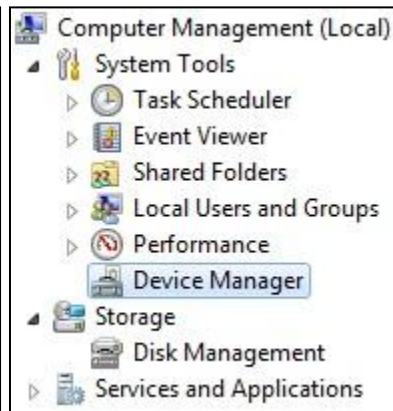 Computer Management (Local)
System Tools
Task Scheduler
Event Viewer
Shared Folders
Local Users and Groups
Performance
Device Manager
Storage
Disk Management
Services and Applications